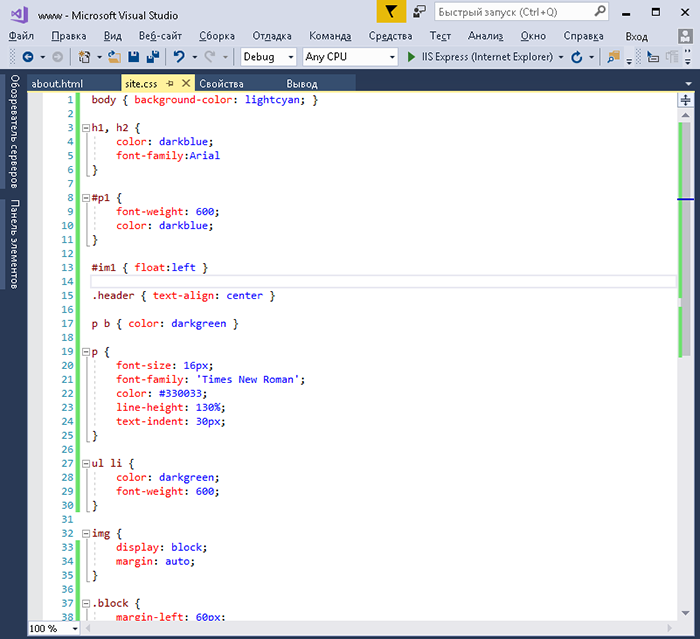 www - Microsoft Visual Studio
Быстрый запуск (Ctrl+Q)
Файл Правка Вид Веб-сайт Сборка Отладка Команда Средства Тест Анализ Окно Справка Вход
Debug Any CPU IIS Express (Internet Explorer)
about.html site.css Свойства Вывод
Обозреватель серверов
Панель элементов
1 body { background-color: lightcyan; }
2
3 h1, h2 {
4 color: darkblue;
5 font-family:Arial
6 }
7
8 #p1 {
9 font-weight: 600;
10 color: darkblue;
11 }
12
13 #im1 { float:left }
14
15 .header { text-align: center }
16
17 p b { color: darkgreen }
18
19 p {
20 font-size: 16px;
21 font-family: 'Times New Roman';
22 color: #330033;
23 line-height: 130%;
24 text-indent: 30px;
25 }
26
27 ul li {
28 color: darkgreen;
29 font-weight: 600;
30 }
31
32 img {
33 display: block;
34 margin: auto;
35 }
36
37 .block {
38 margin-left: 60px;
100 %